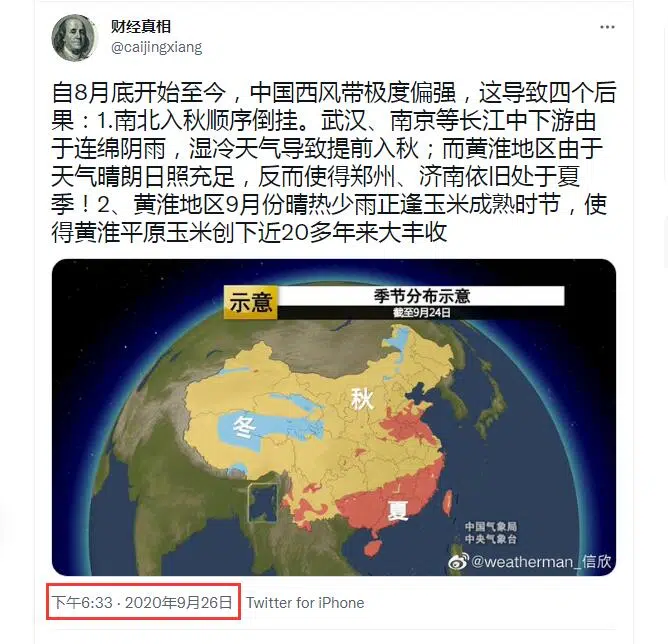 财经真相
@caijingxiang
自8月底开始至今，中国西风带极度偏强，这导致四个后
果：1.南北入秋顺序倒挂。武汉、南京等长江中下游由
于连绵阴雨，湿冷天气导致提前入秋；而黄淮地区由于
天气晴朗日照充足，反而使得郑州、济南依旧处于夏
季！2、黄淮地区9月份晴热少雨正逢玉米成熟时节，使
得黄淮平原玉米创下近20多年来大丰收
示意
季节分布示意
截至9月24日
秋
冬
夏
中国气象局
中央气象台
@weatherman_信欣
下午6:33 · 2020年9月26日 Twitter for iPhone